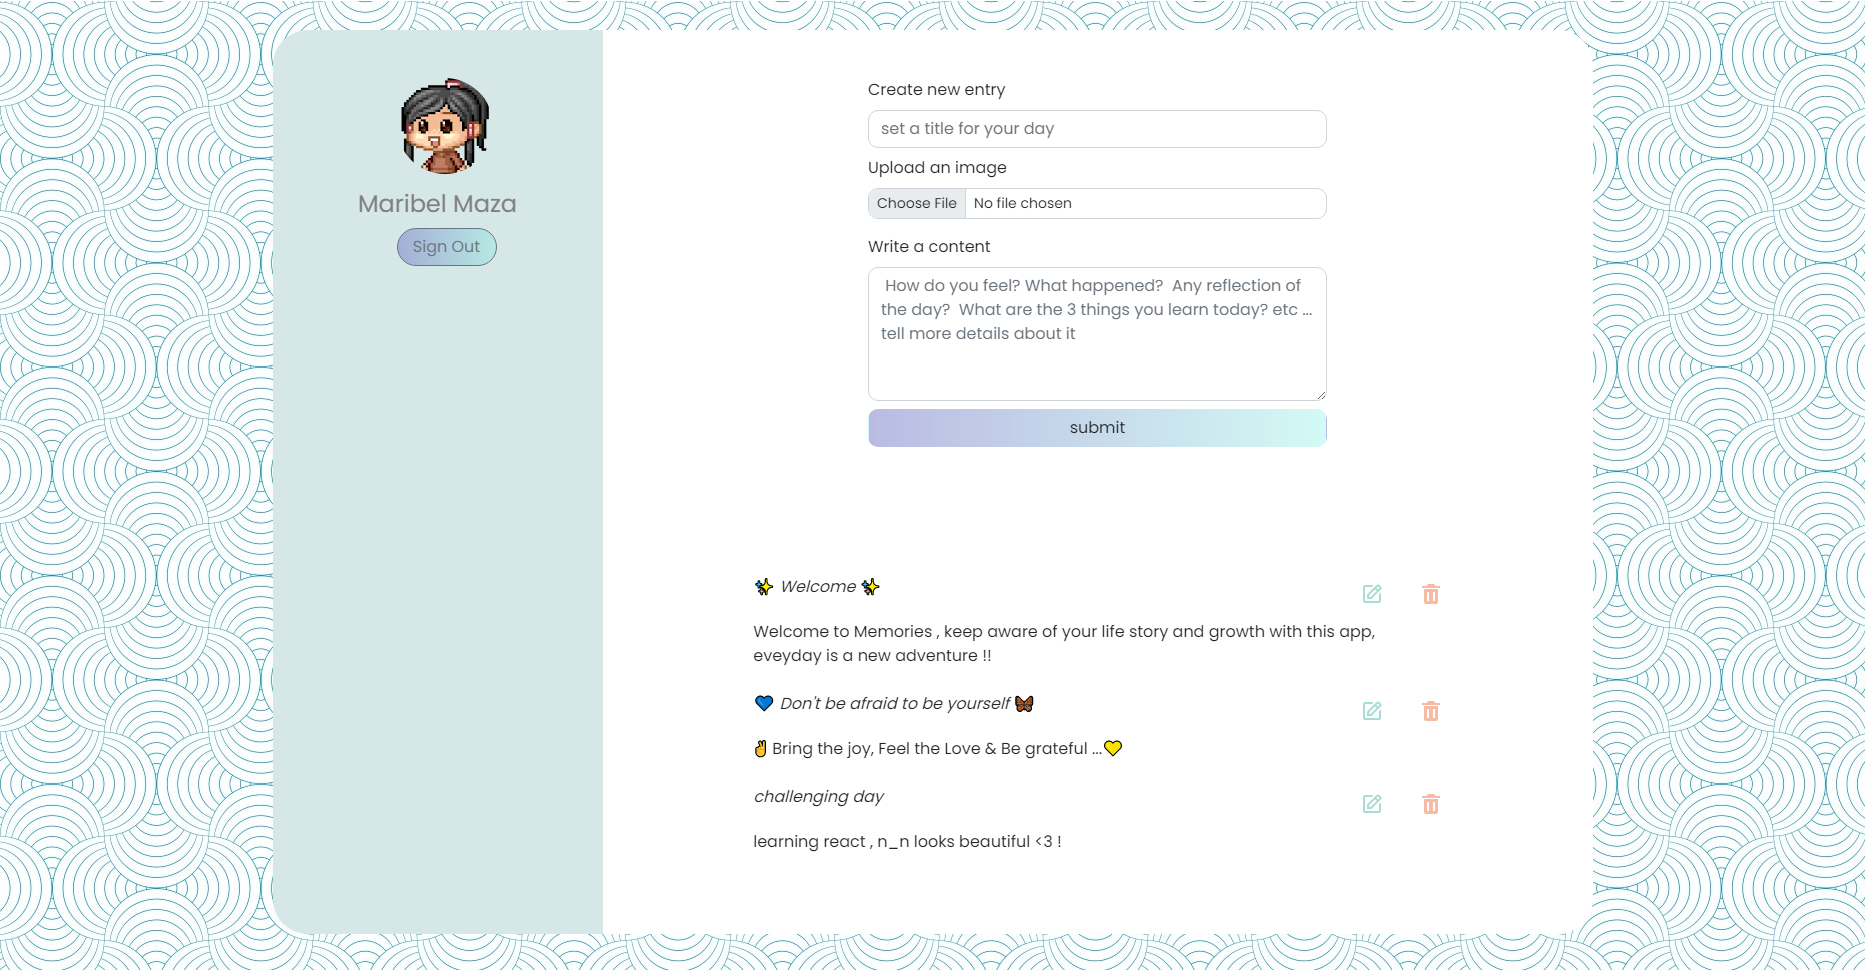 Maribel Maza
Sign Out
Create new entry
set a title for your day
Upload an image
Choose File No file chosen
Write a content
How do you feel? What happened? Any reflection of
the day? What are the 3 things you learn today? etc ...
tell more details about it
submit
✨ Welcome ✨
Welcome to Memories , keep aware of your life story and growth with this app,
eveyday is a new adventure !!
💙 Don't be afraid to be yourself 🦋
✌Bring the joy, Feel the Love & Be grateful ...💛
challenging day
learning react , n_n looks beautiful <3 !